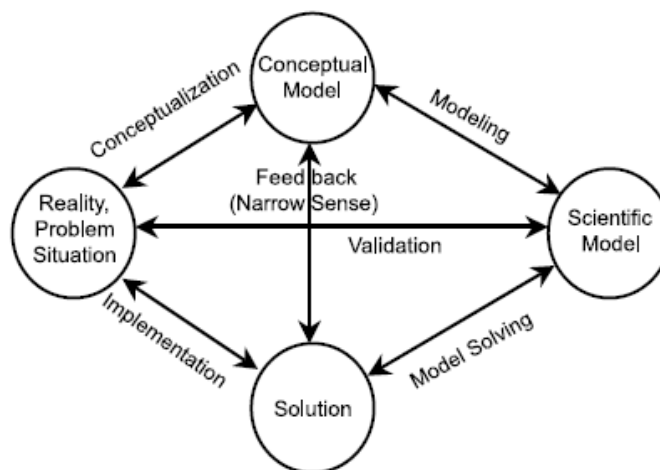 Conceptual
Model
Conceptualization
Modeling
Feed back
(Narrow Sense)
Reality,
Problem
Situation
Scientific
Model
Validation
Implementation
Model Solving
Solution